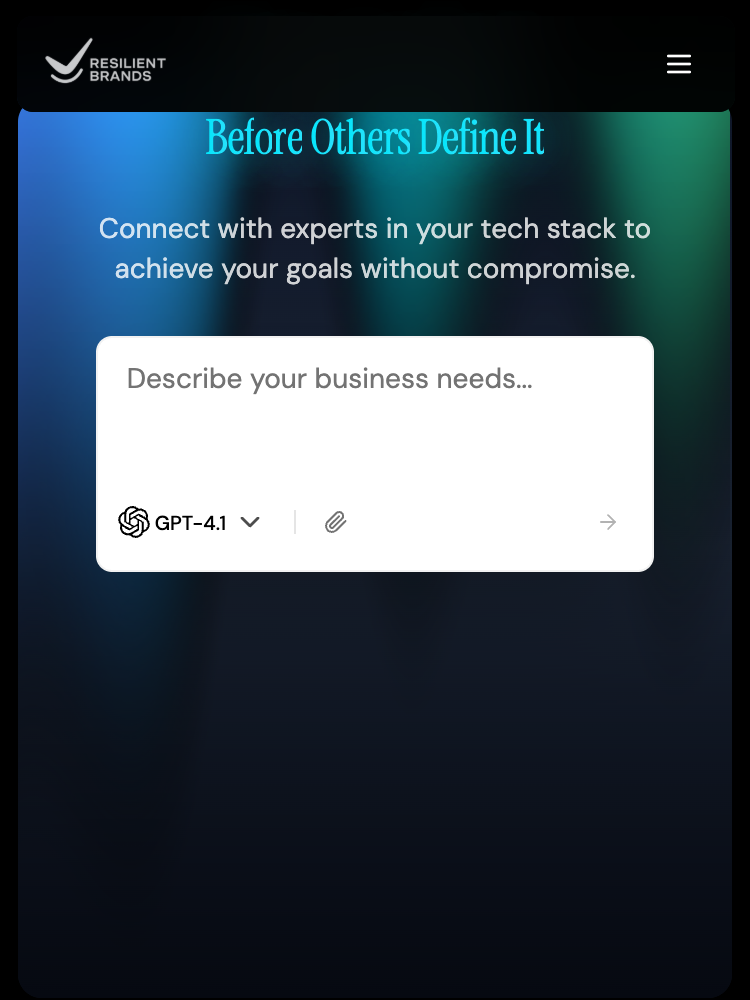 RESILIENT
BRANDS
Before Others Define It
Connect with experts in your tech stack to
achieve your goals without compromise.
Describe your business needs...
GPT-4.1